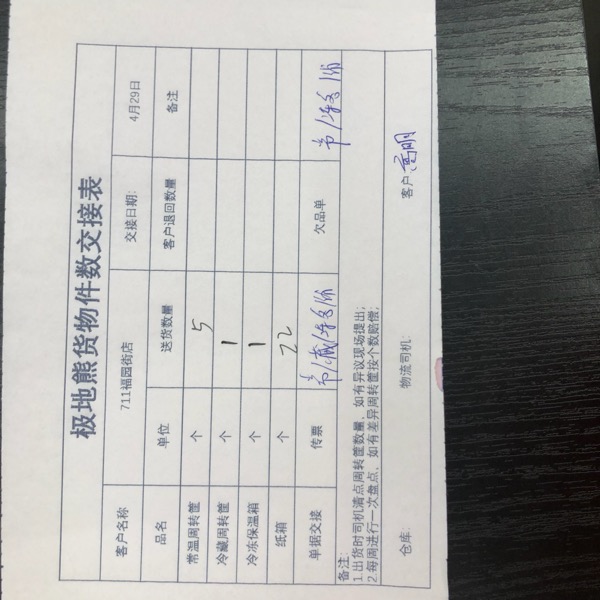 极地熊货物件数交接表
客户名称 711福园街店 交接日期: 4月29日
品名 单位 送货数量 客户退回数量 备注
常温周转筐 个 5
冷藏周转筐 个 1
冷冻保温箱 个 1
纸箱 个 22
单据交接 传票 欠品单
备注:
1.出货时司机清点周转筐数量,如有异议现场提出;
2.每周进行一次盘点,如有差异周转筐按个数赔偿;
仓库: 物流司机: 客户: 高明